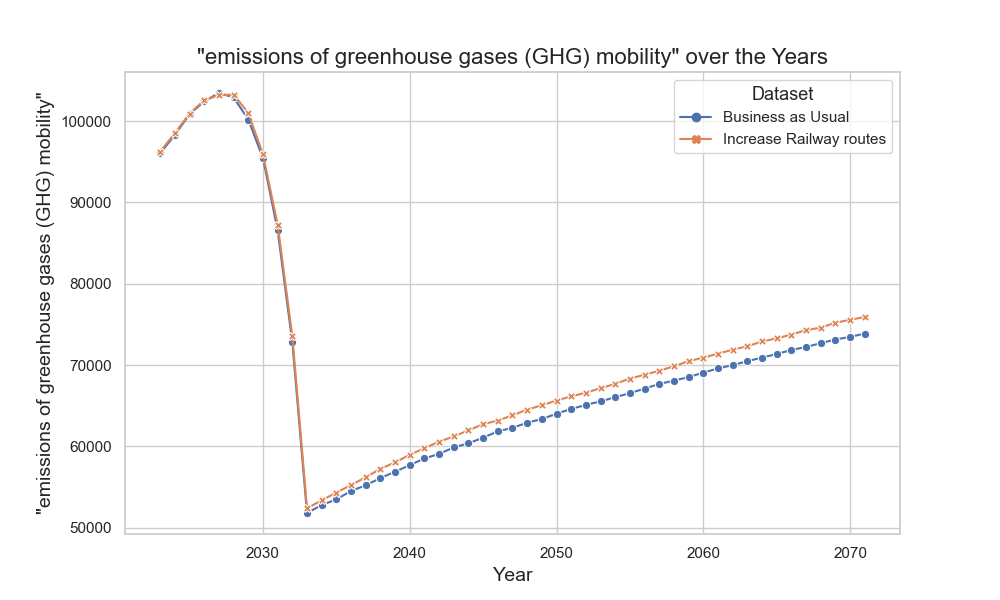 "emissions of greenhouse gases (GHG) mobility" over the Years
Dataset
Business as Usual
Increase Railway routes
"emissions of greenhouse gases (GHG) mobility"
100000
90000
80000
70000
60000
50000
2030
2040
2050
2060
2070
Year